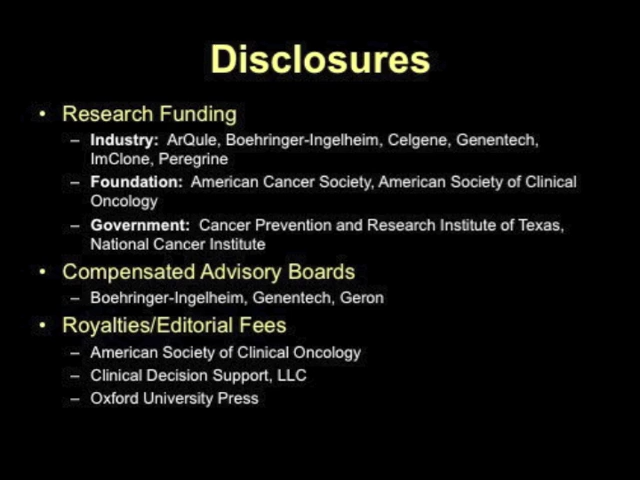 Disclosures
• Research Funding
– Industry: ArQule, Boehringer-Ingelheim, Celgene, Genentech,
ImClone, Peregrine
– Foundation: American Cancer Society, American Society of Clinical
Oncology
– Government: Cancer Prevention and Research Institute of Texas,
National Cancer Institute
• Compensated Advisory Boards
– Boehringer-Ingelheim, Genentech, Geron
• Royalties/Editorial Fees
– American Society of Clinical Oncology
– Clinical Decision Support, LLC
– Oxford University Press